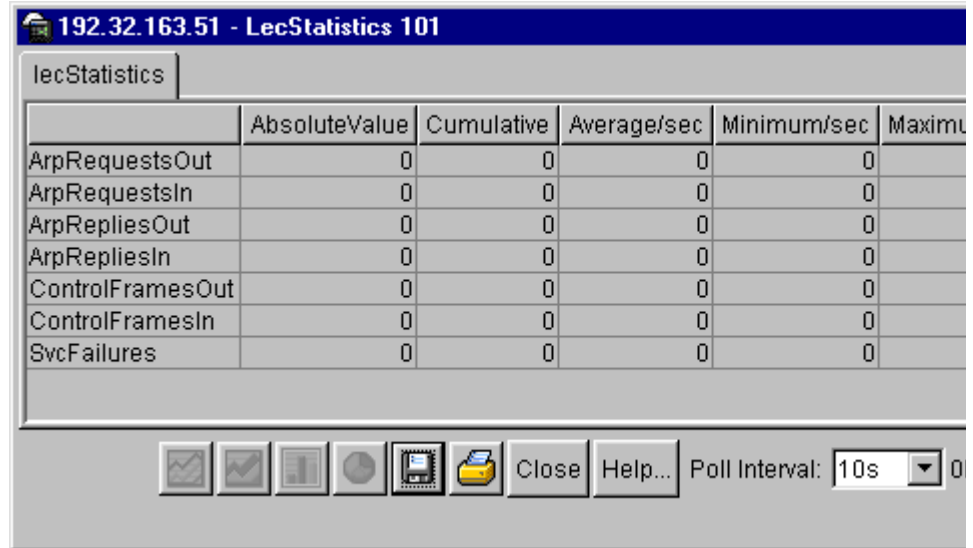 192.32.163.51 - LecStatistics 101
lecStatistics
AbsoluteValue Cumulative Average/sec Minimum/sec Maximu
ArpRequestsOut 0 0 0 0
ArpRequestsIn 0 0 0 0
ArpRepliesOut 0 0 0 0
ArpRepliesIn 0 0 0 0
ControlFramesOut 0 0 0 0
ControlFramesIn 0 0 0 0
SvcFailures 0 0 0 0
Close Help... Poll Interval: 10s